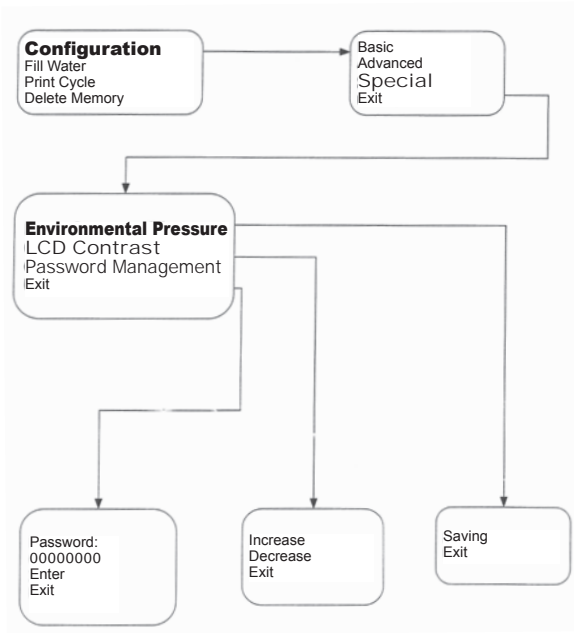 Configuration
Fill Water
Print Cycle
Delete Memory
Basic
Advanced
Special
Exit
Environmental Pressure
LCD Contrast
Password Management
Exit
Password:
00000000
Enter
Exit
Increase
Decrease
Exit
Saving
Exit